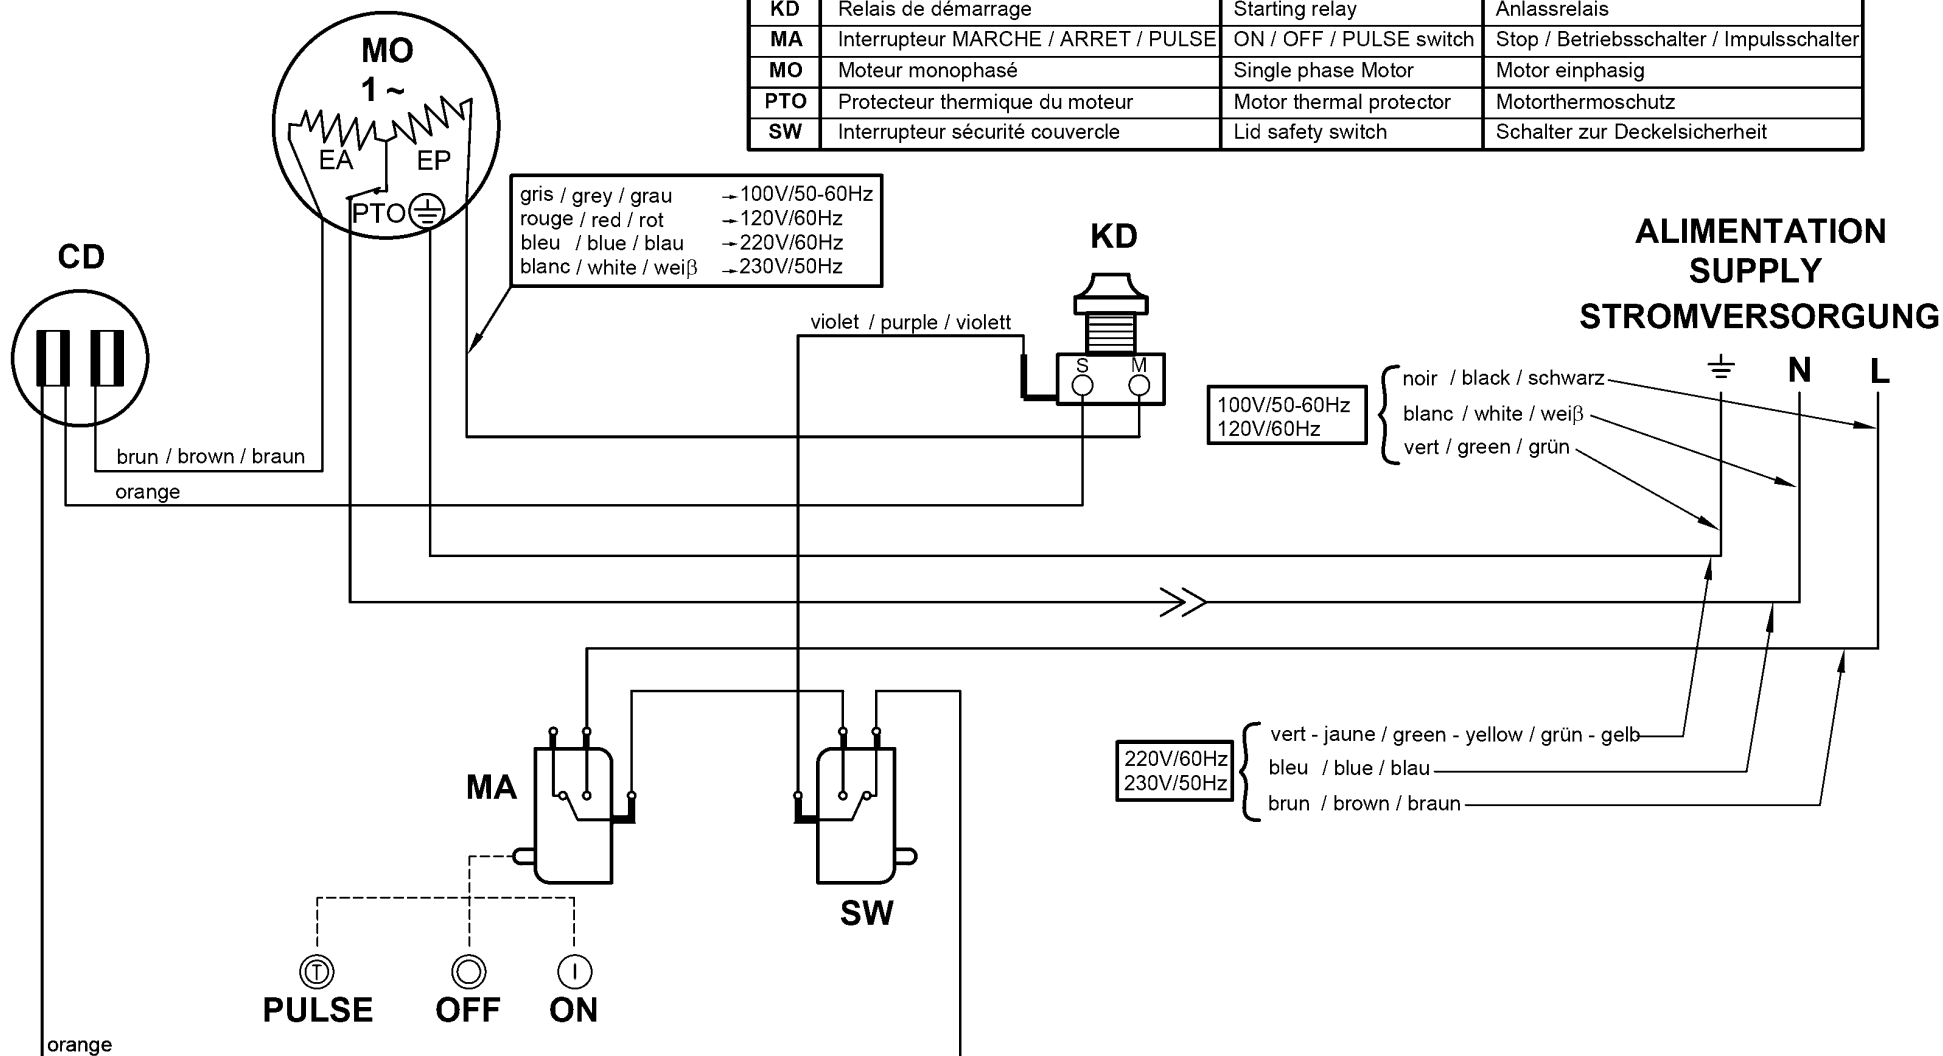 KD Relais de démarrage Starting relay Anlassrelais
MA Interrupteur MARCHE / ARRET / PULSE ON / OFF / PULSE switch Stop / Betriebsschalter / Impulsschalter
MO Moteur monophasé Single phase Motor Motor einphasig
PTO Protecteur thermique du moteur Motor thermal protector Motorthermoschutz
SW Interrupteur sécurité couvercle Lid safety switch Schalter zur Deckelsicherheit
MO
1 ~
EA EP
PTO
gris / grey / grau → 100V/50-60Hz
rouge / red / rot → 120V/60Hz
bleu / blue / blau → 220V/60Hz
blanc / white / weiβ → 230V/50Hz
CD
KD
S M
violet / purple / violett
ALIMENTATION
SUPPLY
STROMVERSORGUNG
N L
100V/50-60Hz
120V/60Hz
noir / black / schwarz
blanc / white / weiβ
vert / green / grün
brun / brown / braun
orange
220V/60Hz
230V/50Hz
vert - jaune / green - yellow / grün - gelb
bleu / blue / blau
brun / brown / braun
MA
SW
T I
PULSE OFF ON
orange